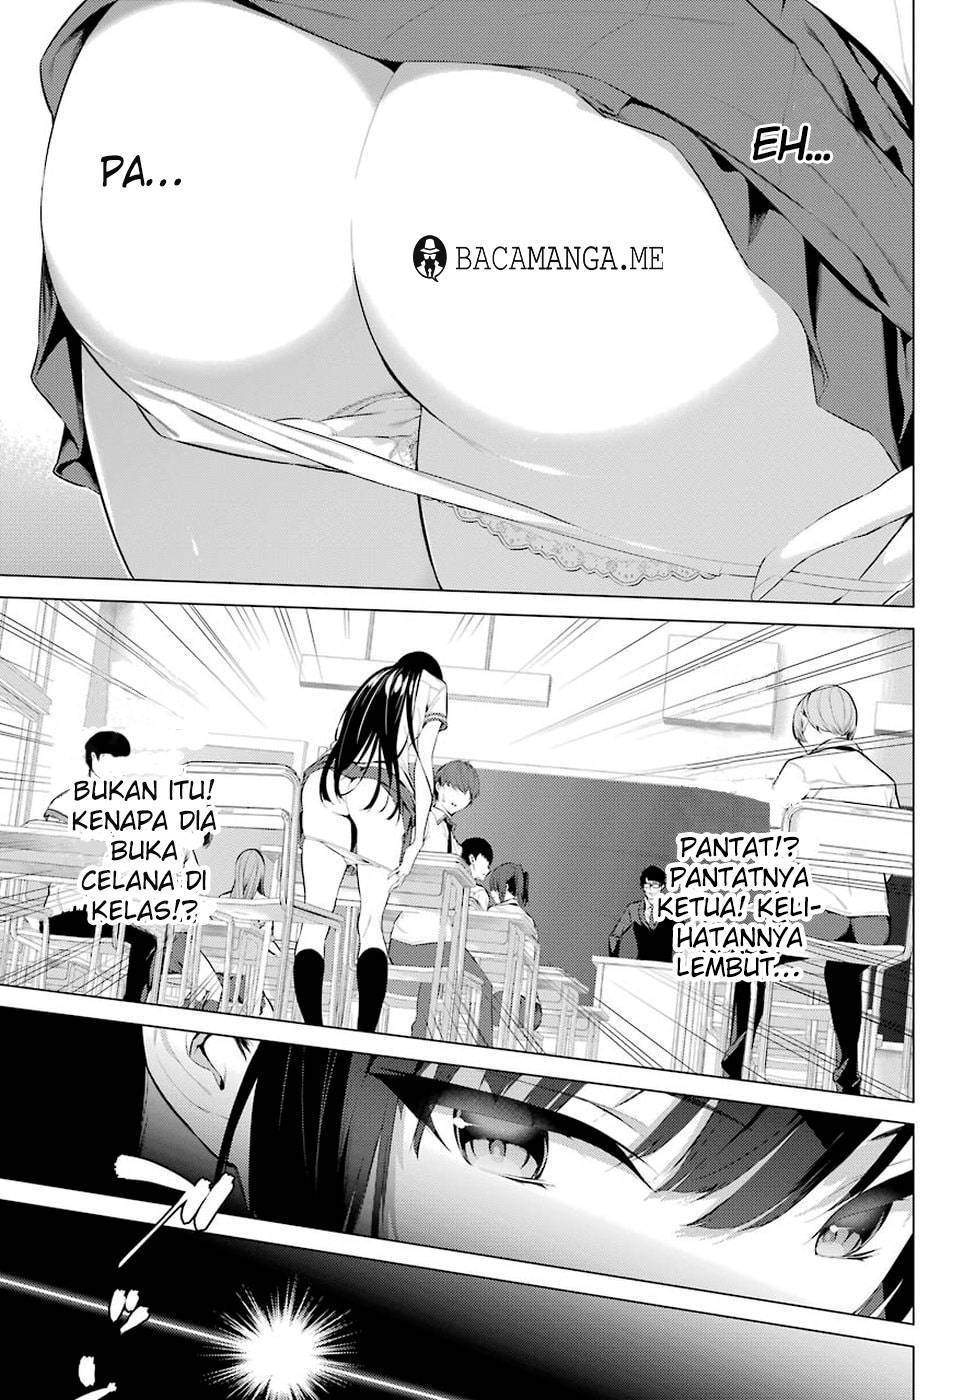 EH...
PA...
BACAMANGA.ME
PANTAT!?
PANTATNYA
KETUA! KELI-
HATANNYA
LEMBUT...
BUKAN ITU!
KENAPA DIA
BUKA
CELANA DI
KELAS!?